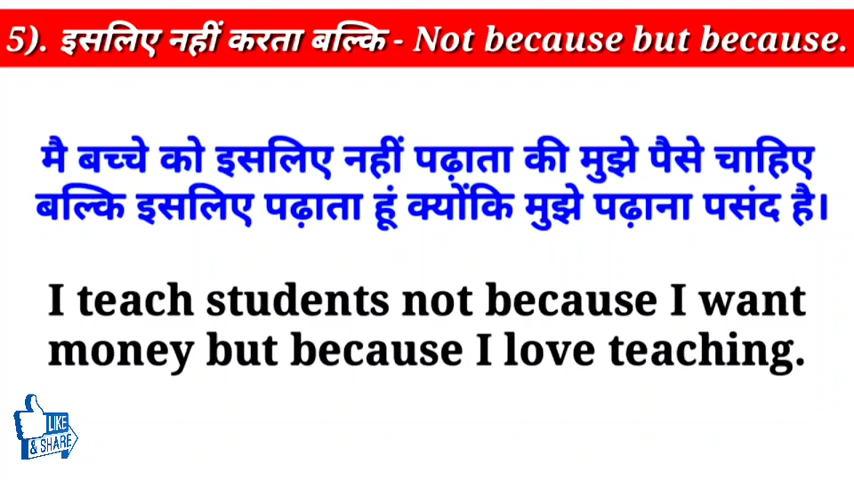 5). इसलिए नहीं करता बल्कि - Not because but because.
मै बच्चे को इसलिए नहीं पढ़ाता की मुझे पैसे चाहिए
बल्कि इसलिए पढ़ाता हूं क्योंकि मुझे पढ़ाना पसंद है।
I teach students not because I want
money but because I love teaching.
LIKE
& SHARE